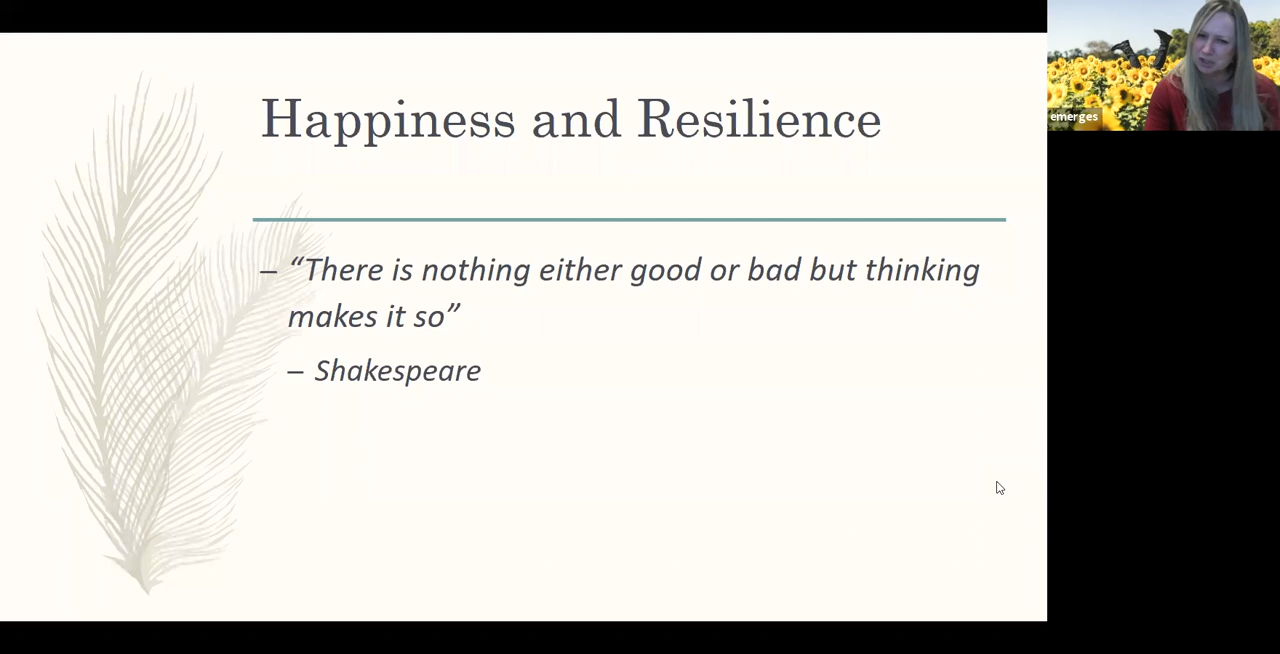 Happiness and Resilience
– “There is nothing either good or bad but thinking
makes it so”
– Shakespeare
emerges